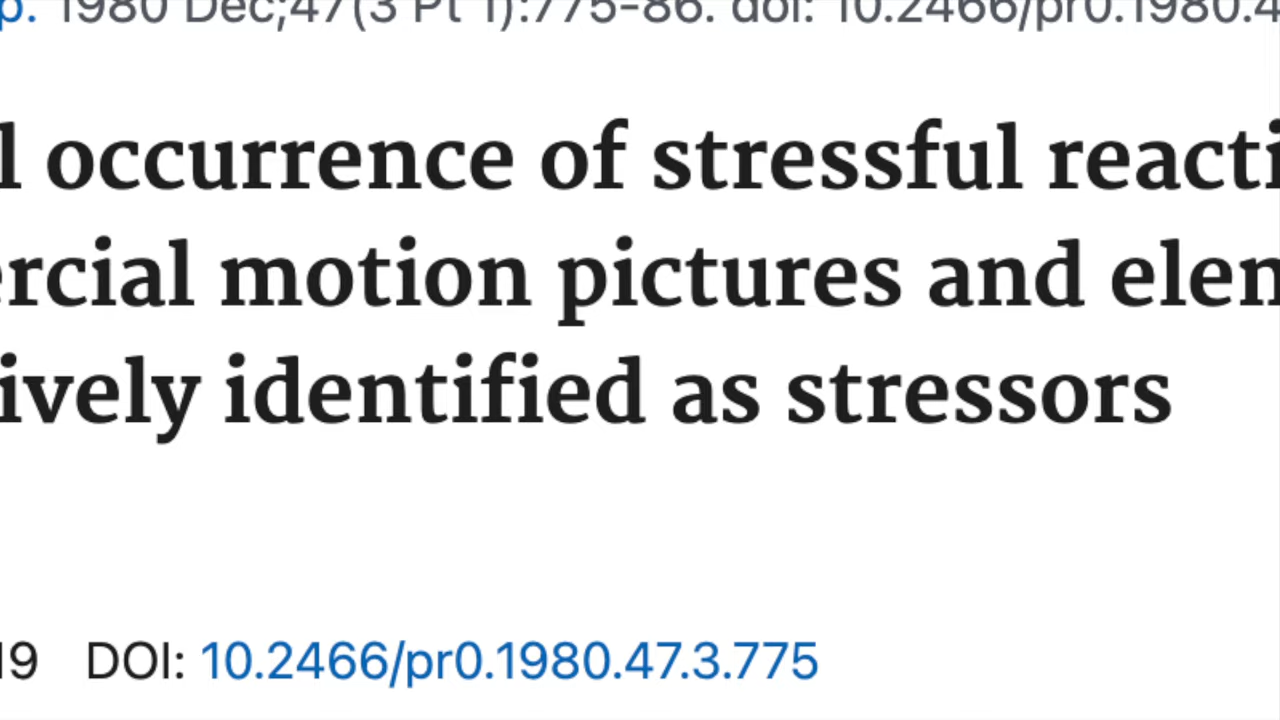 p. 1980 Dec;47(3 Pt 1):775-86. doi: 10.2466/pr0.1980.4
l occurrence of stressful reacti
ercial motion pictures and elem
ively identified as stressors
19 DOI: 10.2466/pr0.1980.47.3.775